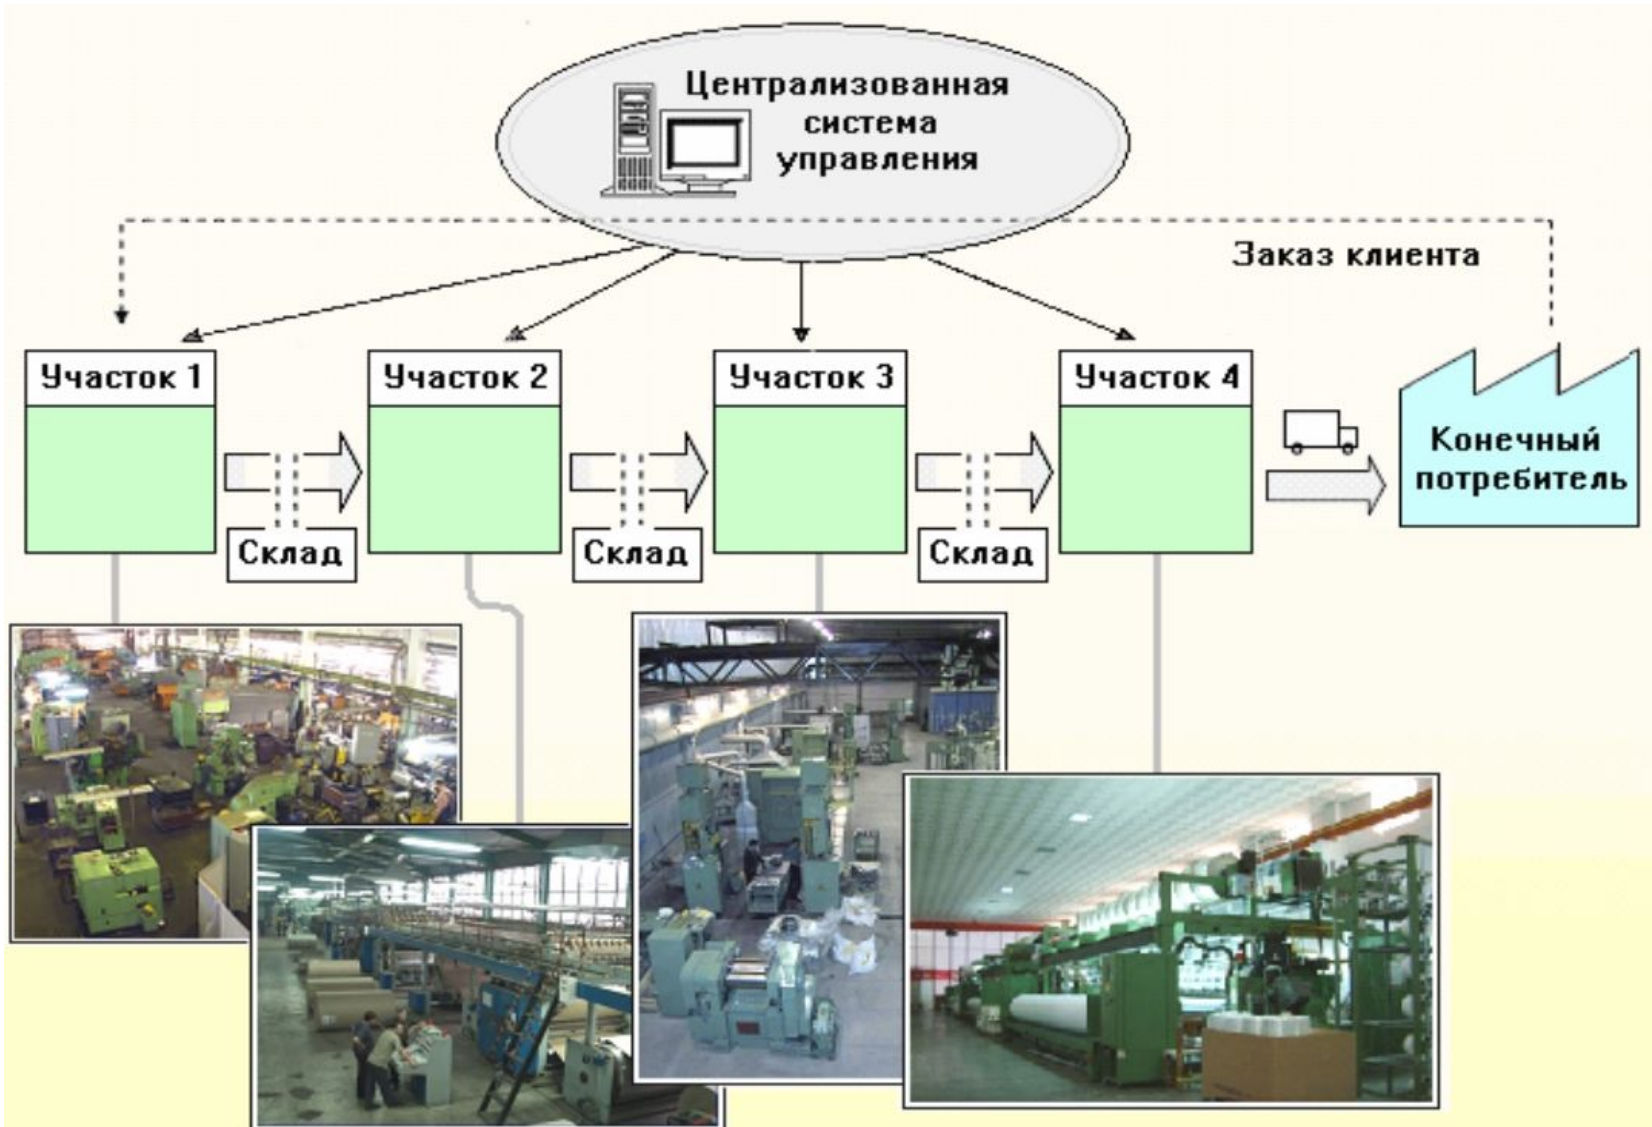 Централизованная
система
управления
Заказ клиента
Участок 1
Участок 2
Участок 3
Участок 4
Конечный
потребитель
Склад
Склад
Склад